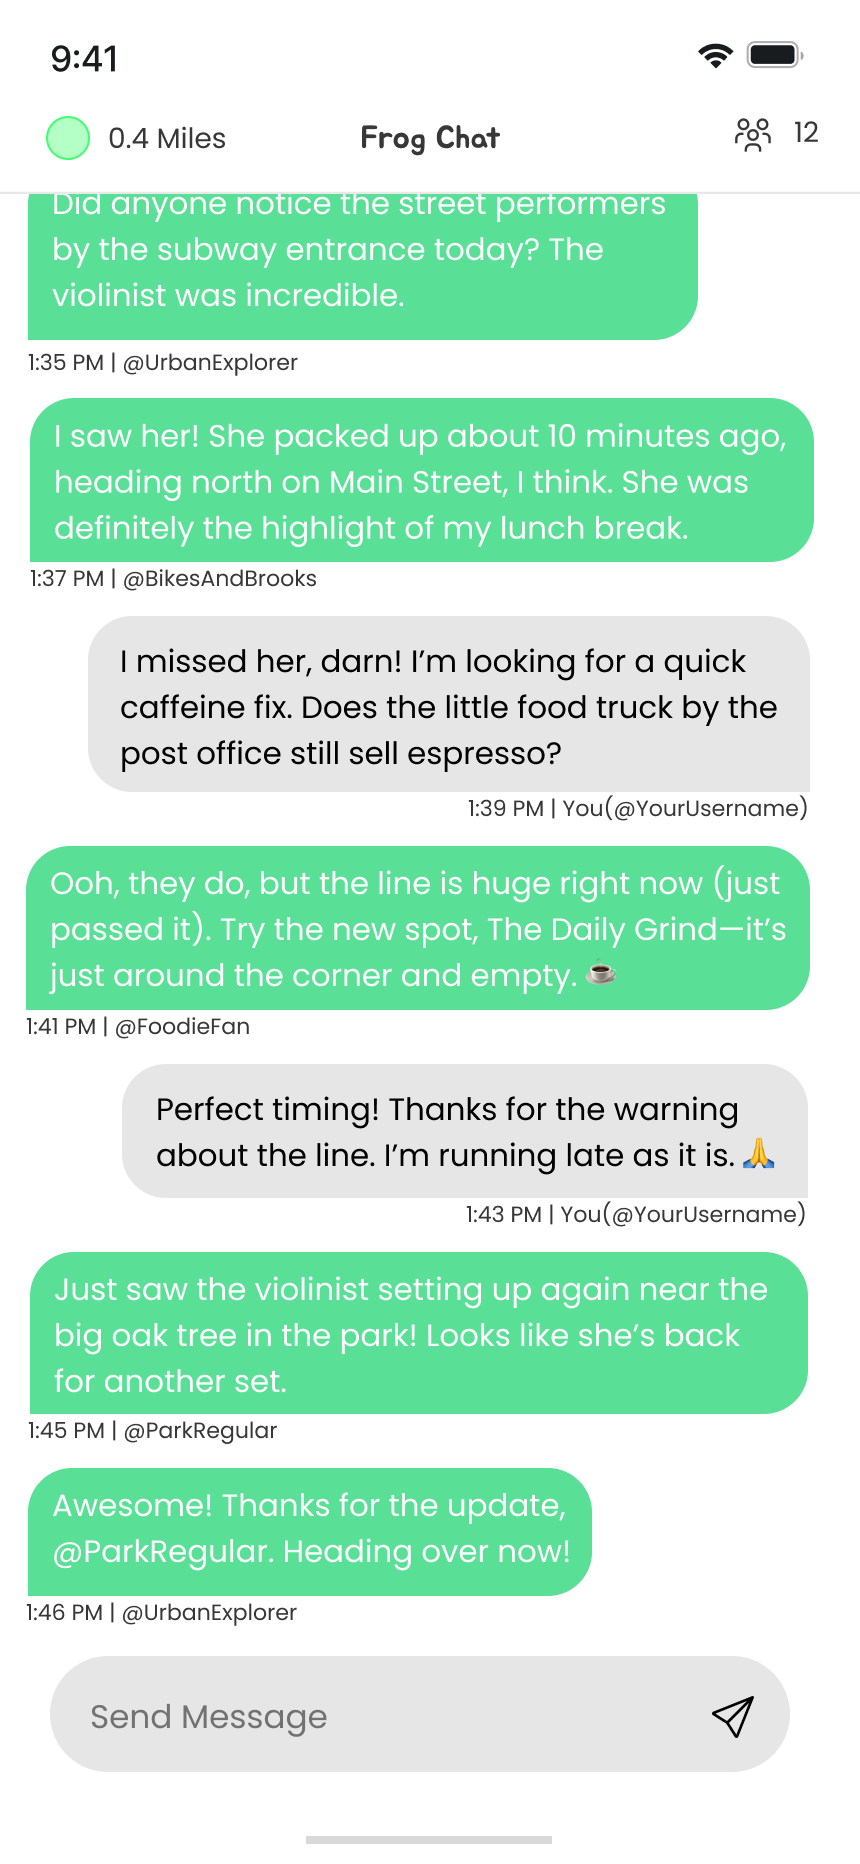 9:41
0.4 Miles
Frog Chat
12
Did anyone notice the street performers
by the subway entrance today? The
violinist was incredible.
1:35 PM | @UrbanExplorer
I saw her! She packed up about 10 minutes ago,
heading north on Main Street, I think. She was
definitely the highlight of my lunch break.
1:37 PM | @BikesAndBrooks
I missed her, darn! I’m looking for a quick
caffeine fix. Does the little food truck by the
post office still sell espresso?
1:39 PM | You(@YourUsername)
Ooh, they do, but the line is huge right now (just
passed it). Try the new spot, The Daily Grind—it’s
just around the corner and empty. ☕
1:41 PM | @FoodieFan
Perfect timing! Thanks for the warning
about the line. I’m running late as it is. 🙏
1:43 PM | You(@YourUsername)
Just saw the violinist setting up again near the
big oak tree in the park! Looks like she’s back
for another set.
1:45 PM | @ParkRegular
Awesome! Thanks for the update,
@ParkRegular. Heading over now!
1:46 PM | @UrbanExplorer
Send Message